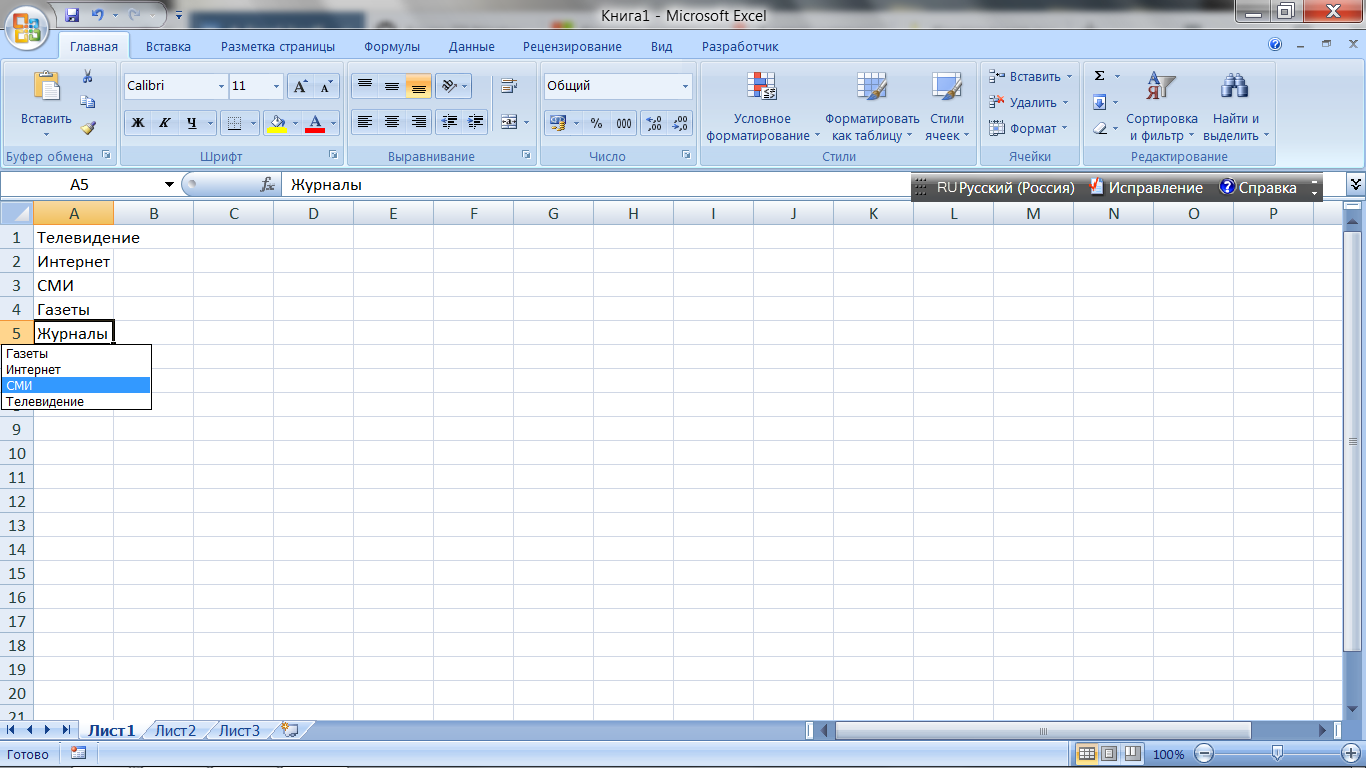 Книга1 - Microsoft Excel
Главная Вставка Разметка страницы Формулы Данные Рецензирование Вид Разработчик
Вставить
Calibri 11
Ж К Ч
A A
A
% 000
Общий
Условное форматирование
Форматировать как таблицу
Стили ячеек
Вставить
Удалить
Формат
Σ
Сортировка и фильтр
Найти и выделить
Буфер обмена Шрифт Выравнивание Число Стили Ячейки Редактирование
A5 fx Журналы
RU Русский (Россия) Исправление Справка
A B C D E F G H I J K L M N O P
1 Телевидение
2 Интернет
3 СМИ
4 Газеты
5 Журналы
Газеты
Интернет
СМИ
Телевидение
9
10
11
12
13
14
15
16
17
18
19
20
21
Лист1 Лист2 Лист3
Готово 100%